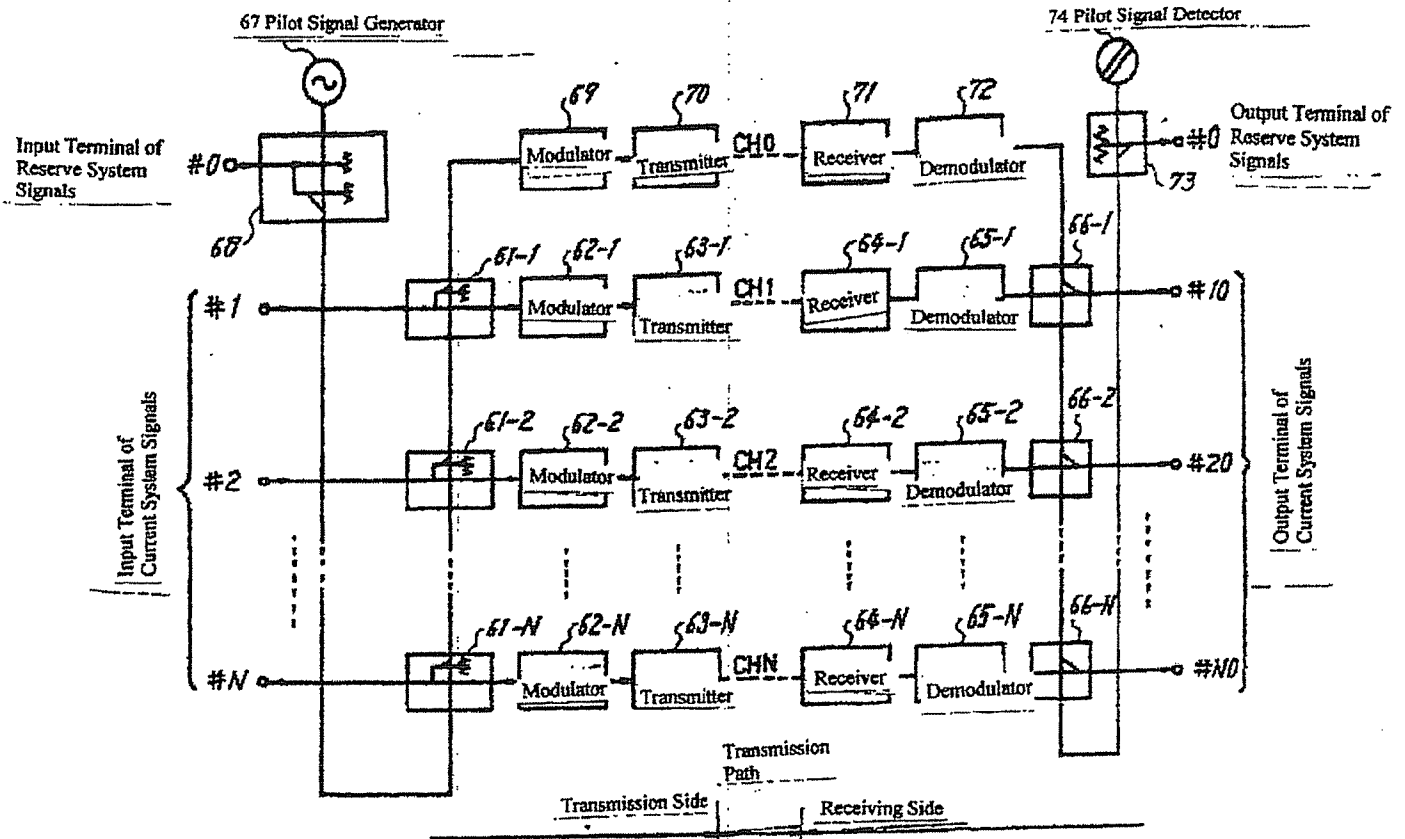 67 Pilot Signal Generator
74 Pilot Signal Detector
69
70
71
72
Input Terminal of
Reserve System
Signals
#0
Modulator
Transmitter
CH0
Receiver
Demodulator
#0
Output Terminal of
Reserve System
Signals
73
68
61-1
62-1
63-1
64-1
65-1
66-1
#1
Modulator
Transmitter
CH1
Receiver
Demodulator
#10
Input Terminal of
Current System Signals
Output Terminal of
Current System Signals
61-2
62-2
63-2
64-2
65-2
66-2
#2
Modulator
Transmitter
CH2
Receiver
Demodulator
#20
61-N
62-N
63-N
64-N
65-N
66-N
#N
Modulator
Transmitter
CHN
Receiver
Demodulator
#N0
Transmission
Path
Transmission Side
Receiving Side